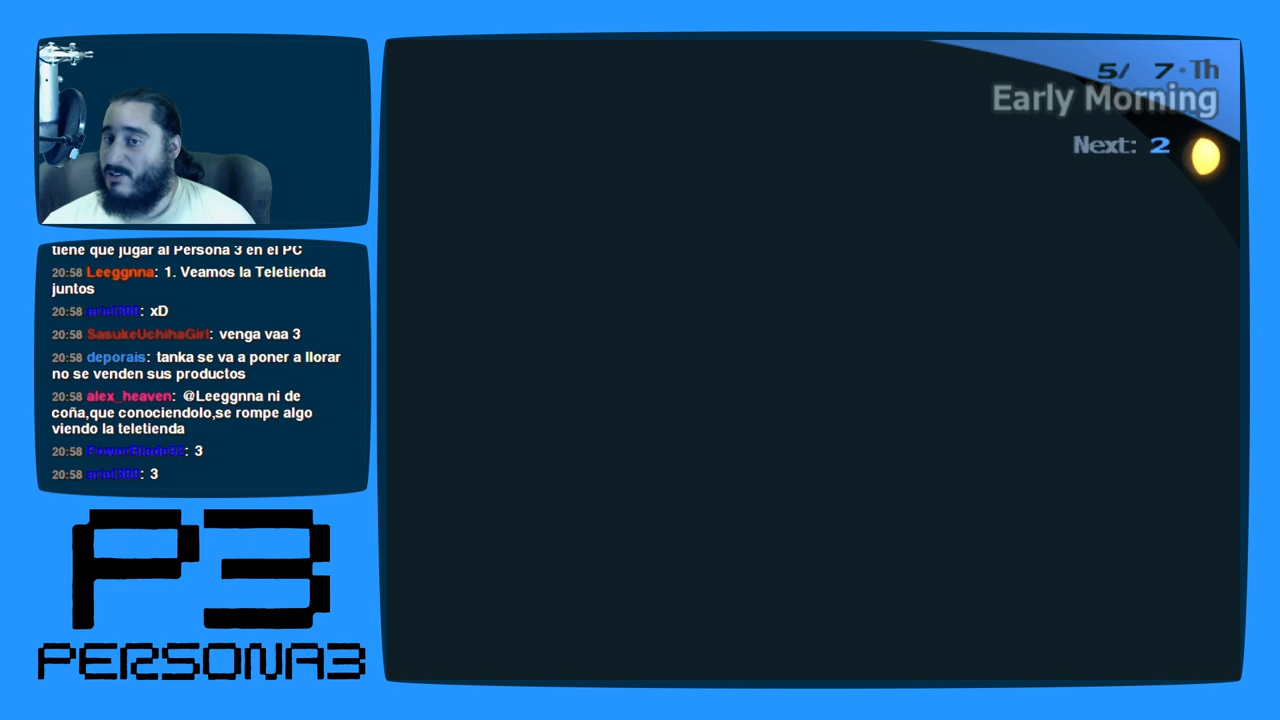 5/ 7·Th
Early Morning
Next: 2
tiene que jugar al Persona 3 en el PC
20:58 Leeggnna: 1. Veamos la Teletienda
juntos
20:58 ariel300: xD
20:58 SasukeUchihaGirl: venga vaa 3
20:58 deporais: tanka se va a poner a llorar
no se venden sus productos
20:58 alex_heaven: @Leeggnna ni de
coña,que conociendolo,se rompe algo
viendo la teletienda
20:58 : 3
20:58 ariel300: 3
P3
PERSONA3